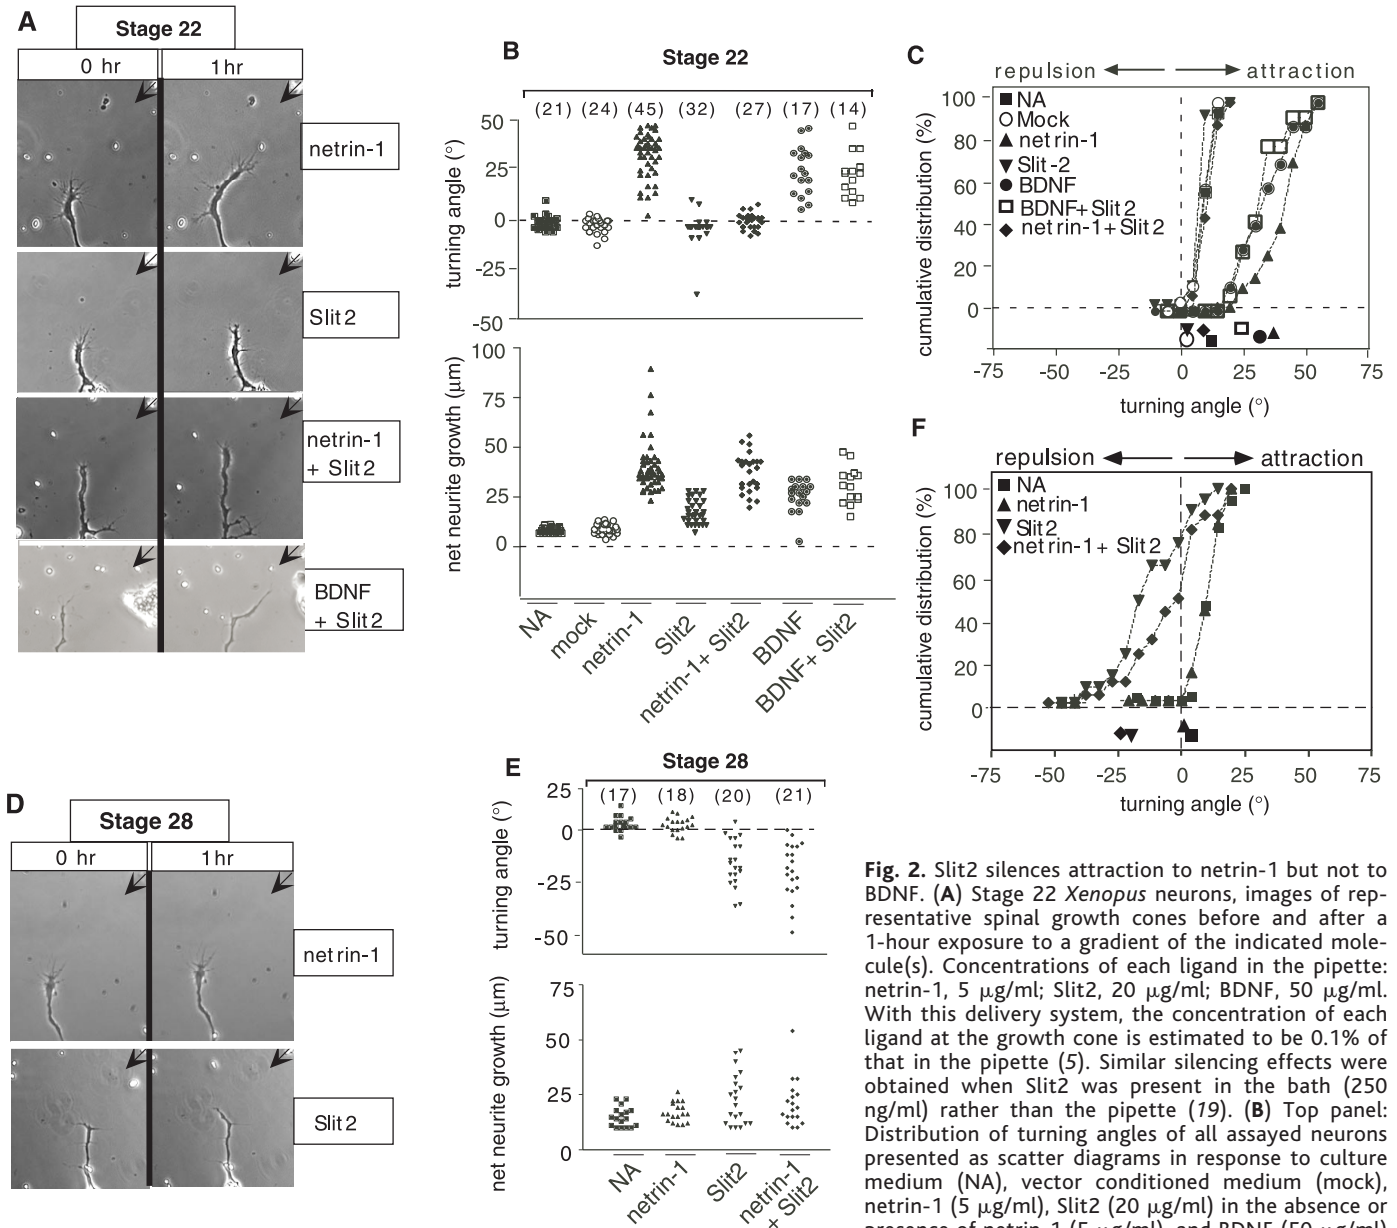 A
Stage 22
0 hr
1hr
netrin-1
Slit2
netrin-1
+ Slit2
BDNF
+ Slit2
B
Stage 22
(21) (24) (45) (32) (27) (17) (14)
turning angle (°)
50
25
0
-25
-50
net neurite growth (µm)
100
75
50
25
0
NA
mock
netrin-1
Slit2
netrin-1+ Slit2
BDNF
BDNF+ Slit2
C
repulsion
attraction
cumulative distribution (%)
100
80
60
40
20
0
NA
Mock
netrin-1
Slit-2
BDNF
BDNF+Slit2
netrin-1+Slit2
-75 -50 -25 0 25 50 75
turning angle (°)
F
repulsion
attraction
cumulative distribution (%)
100
80
60
40
20
0
NA
netrin-1
Slit2
netrin-1+ Slit2
-75 -50 -25 0 25 50 75
turning angle (°)
D
Stage 28
0 hr
1hr
netrin-1
Slit2
E
Stage 28
(17) (18) (20) (21)
turning angle (°)
25
0
-25
-50
net neurite growth (µm)
75
50
25
0
NA
netrin-1
Slit2
netrin-1
+ Slit2
Fig. 2. Slit2 silences attraction to netrin-1 but not to
BDNF. (A) Stage 22 Xenopus neurons, images of rep-
resentative spinal growth cones before and after a
1-hour exposure to a gradient of the indicated mole-
cule(s). Concentrations of each ligand in the pipette:
netrin-1, 5 µg/ml; Slit2, 20 µg/ml; BDNF, 50 µg/ml.
With this delivery system, the concentration of each
ligand at the growth cone is estimated to be 0.1% of
that in the pipette (5). Similar silencing effects were
obtained when Slit2 was present in the bath (250
ng/ml) rather than the pipette (19). (B) Top panel:
Distribution of turning angles of all assayed neurons
presented as scatter diagrams in response to culture
medium (NA), vector conditioned medium (mock),
netrin-1 (5 µg/ml), Slit2 (20 µg/ml) in the absence or
presence of netrin-1 (5 µg/ml), and BDNF (50 µg/ml)